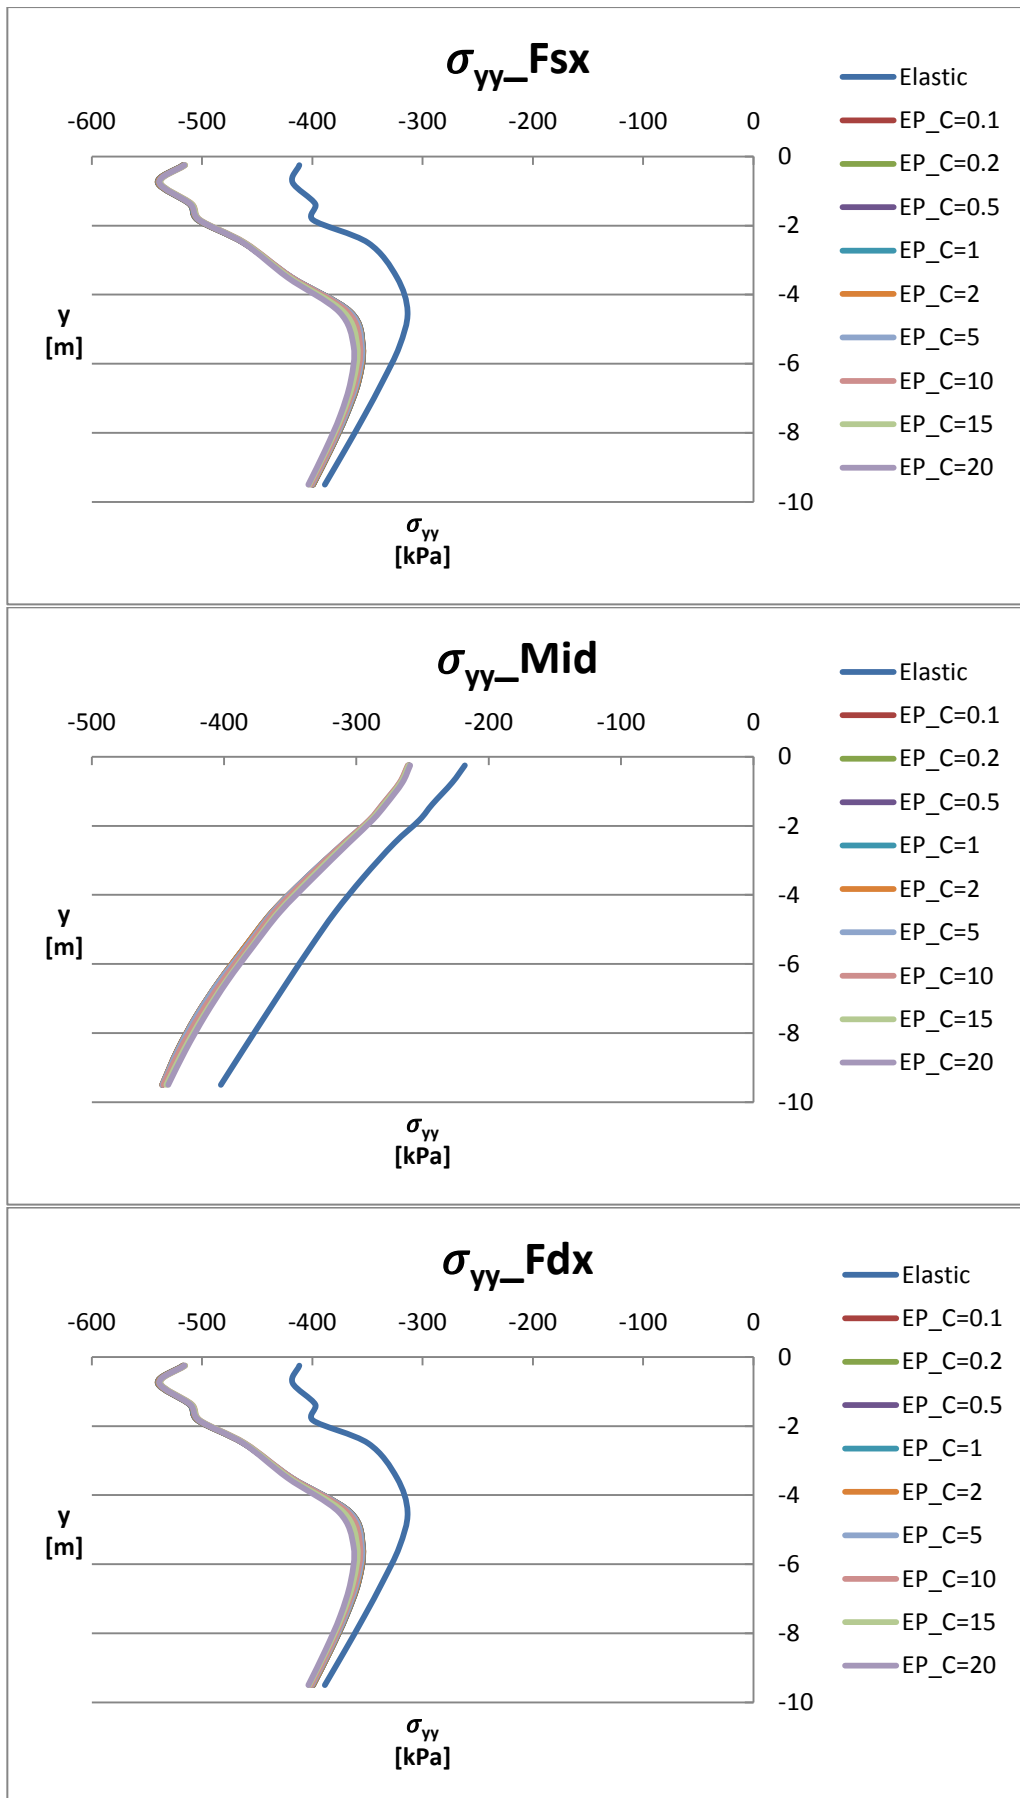 σyy_Fsx
-600 -500 -400 -300 -200 -100 0
0
-2
-4
-6
-8
-10
y
[m]
σyy
[kPa]
Elastic
EP_C=0.1
EP_C=0.2
EP_C=0.5
EP_C=1
EP_C=2
EP_C=5
EP_C=10
EP_C=15
EP_C=20
σyy_Mid
-500 -400 -300 -200 -100 0
0
-2
-4
-6
-8
-10
y
[m]
σyy
[kPa]
Elastic
EP_C=0.1
EP_C=0.2
EP_C=0.5
EP_C=1
EP_C=2
EP_C=5
EP_C=10
EP_C=15
EP_C=20
σyy_Fdx
-600 -500 -400 -300 -200 -100 0
0
-2
-4
-6
-8
-10
y
[m]
σyy
[kPa]
Elastic
EP_C=0.1
EP_C=0.2
EP_C=0.5
EP_C=1
EP_C=2
EP_C=5
EP_C=10
EP_C=15
EP_C=20